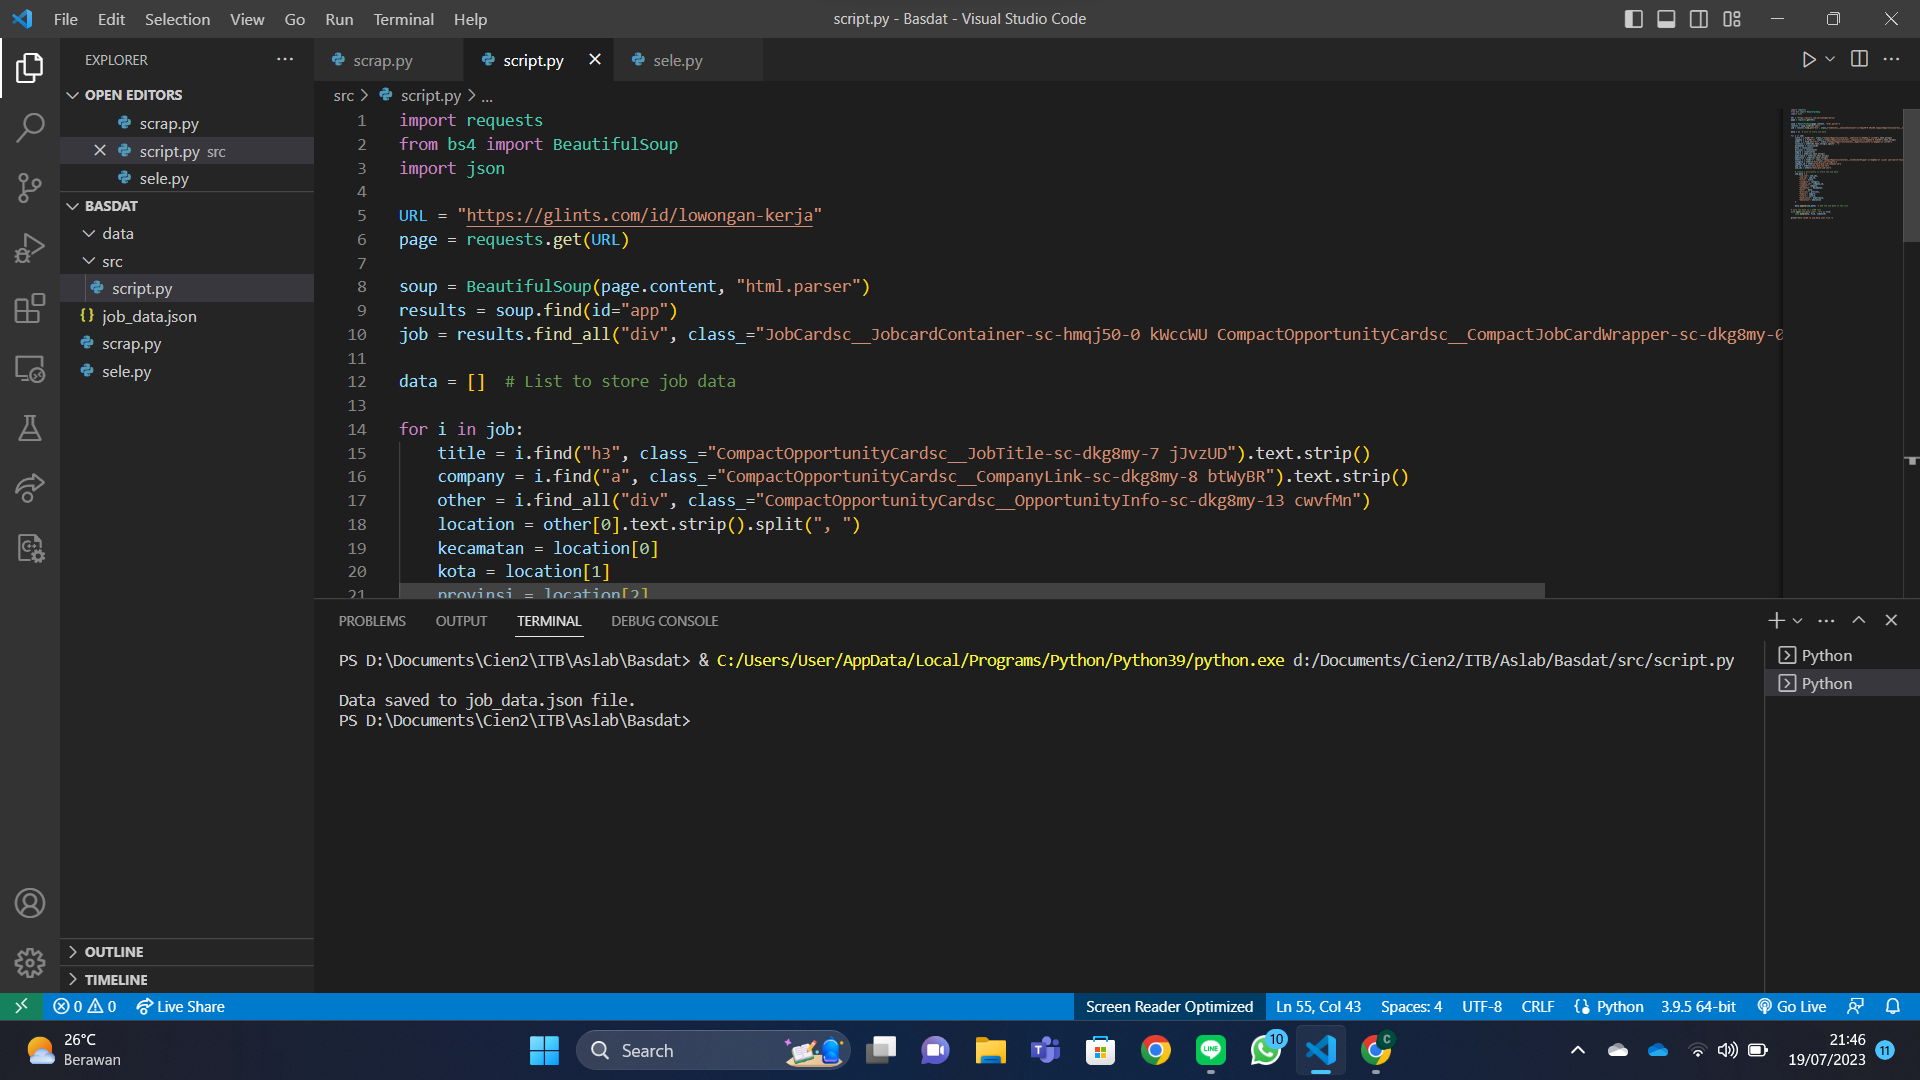 File Edit Selection View Go Run Terminal Help
script.py - Basdat - Visual Studio Code
EXPLORER
OPEN EDITORS
scrap.py
script.py src
sele.py
BASDAT
data
src
script.py
job_data.json
scrap.py
sele.py
OUTLINE
TIMELINE
scrap.py script.py sele.py
src > script.py > ...
1 import requests
2 from bs4 import BeautifulSoup
3 import json
4
5 URL = "https://glints.com/id/lowongan-kerja"
6 page = requests.get(URL)
7
8 soup = BeautifulSoup(page.content, "html.parser")
9 results = soup.find(id="app")
10 job = results.find_all("div", class_="JobCardsc__JobcardContainer-sc-hmqj50-0 kWccWU CompactOpportunityCardsc__CompactJobCardWrapper-sc-dkg8my-0
11
12 data = [] # List to store job data
13
14 for i in job:
15 title = i.find("h3", class_="CompactOpportunityCardsc__JobTitle-sc-dkg8my-7 jJvzUD").text.strip()
16 company = i.find("a", class_="CompactOpportunityCardsc__CompanyLink-sc-dkg8my-8 btWyBR").text.strip()
17 other = i.find_all("div", class_="CompactOpportunityCardsc__OpportunityInfo-sc-dkg8my-13 cwvfMn")
18 location = other[0].text.strip().split(", ")
19 kecamatan = location[0]
20 kota = location[1]
21 provinsi = location[2]
PROBLEMS OUTPUT TERMINAL DEBUG CONSOLE
PS D:\Documents\Cien2\ITB\Aslab\Basdat> & C:/Users/User/AppData/Local/Programs/Python/Python39/python.exe d:/Documents/Cien2/ITB/Aslab/Basdat/src/script.py
Data saved to job_data.json file.
PS D:\Documents\Cien2\ITB\Aslab\Basdat>
Python
Python
0 0 Live Share
Screen Reader Optimized Ln 55, Col 43 Spaces: 4 UTF-8 CRLF Python 3.9.5 64-bit Go Live
26°C
Berawan
Search
10
C
21:46
19/07/2023
11